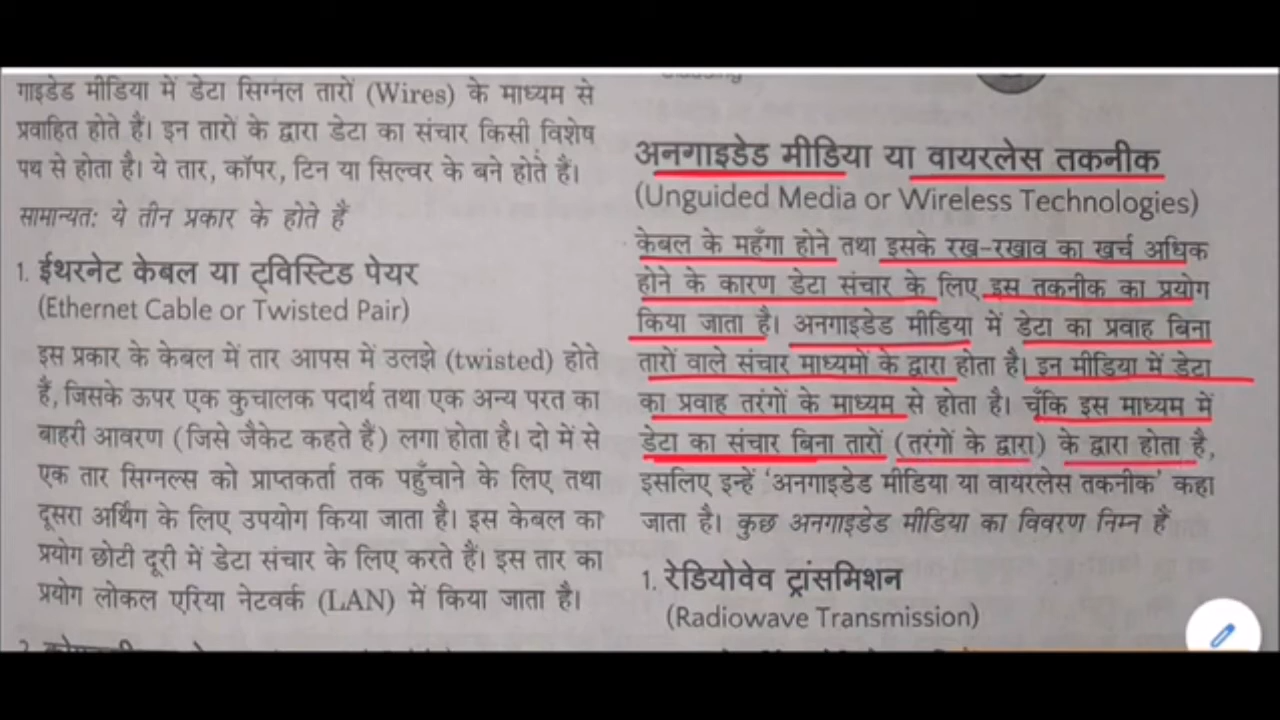 गाइडेड मीडिया में डेटा सिग्नल तारों (Wires) के माध्यम से
प्रवाहित होते हैं। इन तारों के द्वारा डेटा का संचार किसी विशेष
पथ से होता है। ये तार, कॉपर, टिन या सिल्वर के बने होते हैं।
सामान्यत: ये तीन प्रकार के होते हैं
1. ईथरनेट केबल या ट्विस्टिड पेयर
(Ethernet Cable or Twisted Pair)
इस प्रकार के केबल में तार आपस में उलझे (twisted) होते
हैं, जिसके ऊपर एक कुचालक पदार्थ तथा एक अन्य परत का
बाहरी आवरण (जिसे जैकेट कहते हैं) लगा होता है। दो में से
एक तार सिग्नल्स को प्राप्तकर्ता तक पहुँचाने के लिए तथा
दूसरा अर्थिंग के लिए उपयोग किया जाता है। इस केबल का
प्रयोग छोटी दूरी में डेटा संचार के लिए करते हैं। इस तार का
प्रयोग लोकल एरिया नेटवर्क (LAN) में किया जाता है।
अनगाइडेड मीडिया या वायरलेस तकनीक
(Unguided Media or Wireless Technologies)
केबल के महँगा होने तथा इसके रख-रखाव का खर्च अधिक
होने के कारण डेटा संचार के लिए इस तकनीक का प्रयोग
किया जाता है। अनगाइडेड मीडिया में डेटा का प्रवाह बिना
तारों वाले संचार माध्यमों के द्वारा होता है। इन मीडिया में डेटा
का प्रवाह तरंगों के माध्यम से होता है। चूँकि इस माध्यम में
डेटा का संचार बिना तारों (तरंगों के द्वारा) के द्वारा होता है,
इसलिए इन्हें 'अनगाइडेड मीडिया या वायरलेस तकनीक' कहा
जाता है। कुछ अनगाइडेड मीडिया का विवरण निम्न हैं
1. रेडियोवेव ट्रांसमिशन
(Radiowave Transmission)